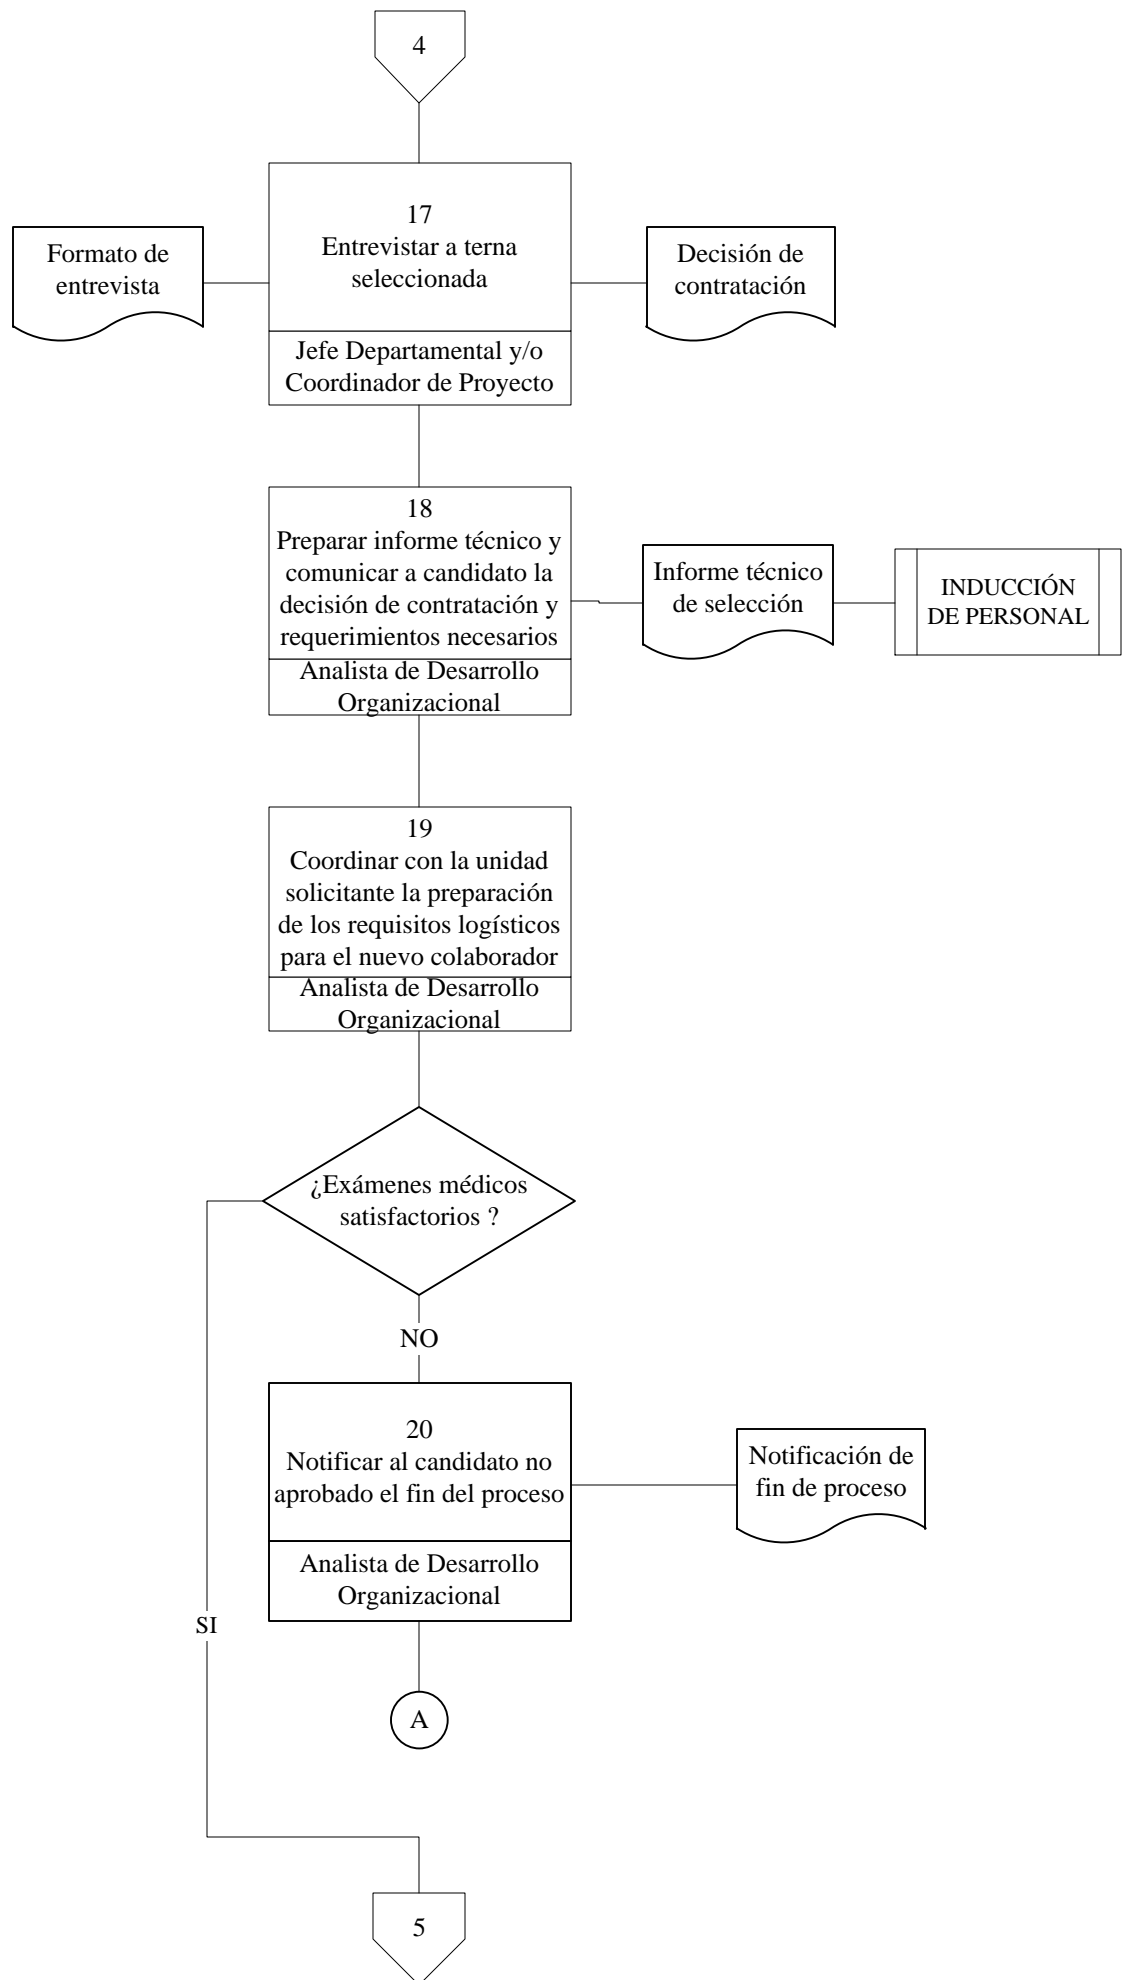 4
17
Entrevistar a terna
seleccionada
Jefe Departamental y/o
Coordinador de Proyecto
Formato de
entrevista
Decisión de
contratación
18
Preparar informe técnico y
comunicar a candidato la
decisión de contratación y
requerimientos necesarios
Analista de Desarrollo
Organizacional
Informe técnico
de selección
INDUCCIÓN
DE PERSONAL
19
Coordinar con la unidad
solicitante la preparación
de los requisitos logísticos
para el nuevo colaborador
Analista de Desarrollo
Organizacional
¿Exámenes médicos
satisfactorios ?
NO
20
Notificar al candidato no
aprobado el fin del proceso
Analista de Desarrollo
Organizacional
Notificación de
fin de proceso
SI
A
5